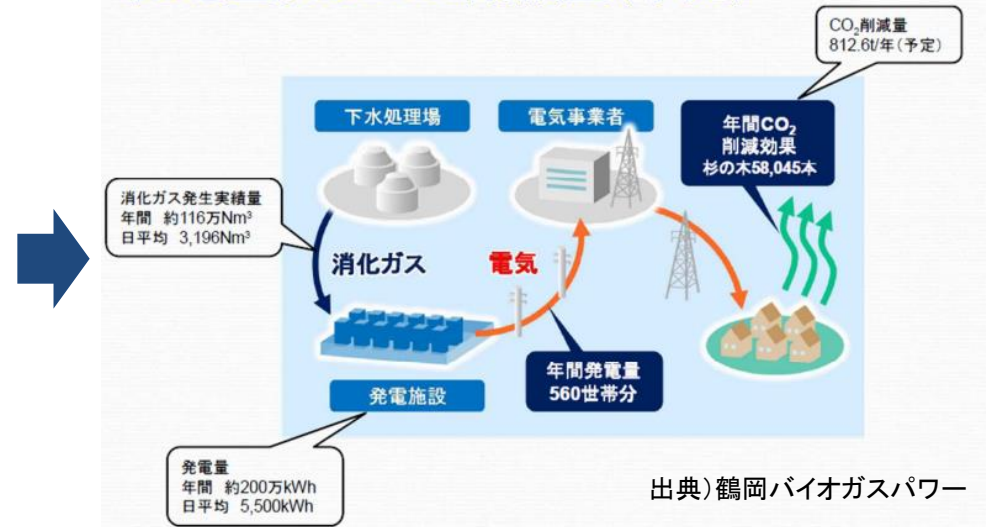 CO₂削減量
812.6t/年(予定)
下水処理場
電気事業者
年間CO₂
削減効果
杉の木58,045本
消化ガス発生実績量
年間 約116万Nm³
日平均 3,196Nm³
消化ガス
電気
年間発電量
560世帯分
発電施設
発電量
年間 約200万kWh
日平均 5,500kWh
出典)鶴岡バイオガスパワー